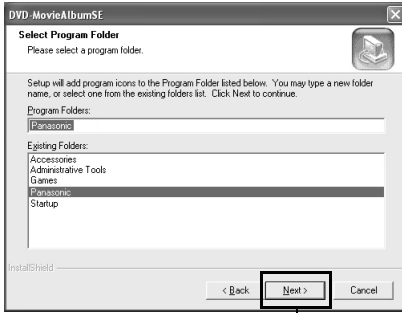 DVD-MovieAlbumSE
Select Program Folder
Please select a program folder.
Setup will add program icons to the Program Folder listed below. You may type a new folder
name, or select one from the existing folders list. Click Next to continue.
Program Folders:
Panasonic
Existing Folders:
Accessories
Administrative Tools
Games
Panasonic
Startup
InstallShield
< Back
Next >
Cancel